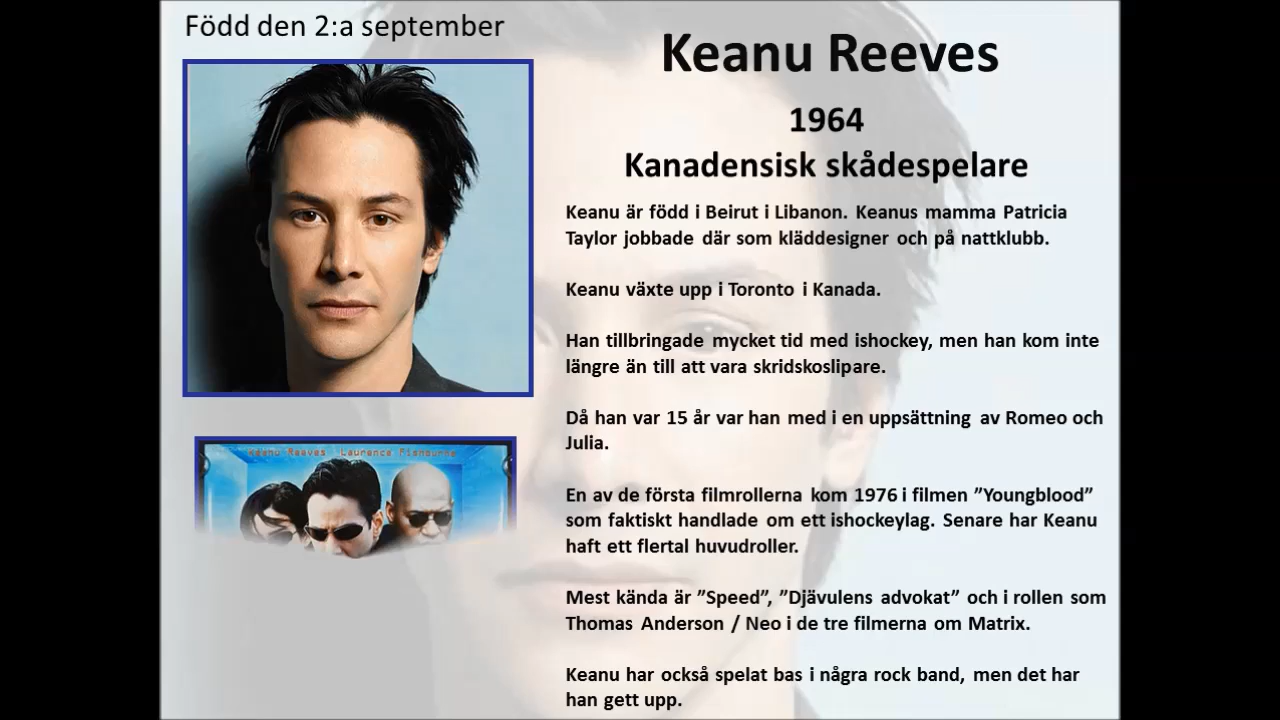 Född den 2:a september
Keanu Reeves
1964
Kanadensisk skådespelare
Keanu är född i Beirut i Libanon. Keanus mamma Patricia
Taylor jobbade där som kläddesigner och på nattklubb.
Keanu växte upp i Toronto i Kanada.
Han tillbringade mycket tid med ishockey, men han kom inte
längre än till att vara skridskoslipare.
Då han var 15 år var han med i en uppsättning av Romeo och
Julia.
En av de första filmrollerna kom 1976 i filmen ”Youngblood”
som faktiskt handlade om ett ishockeylag. Senare har Keanu
haft ett flertal huvudroller.
Mest kända är ”Speed”, ”Djävulens advokat” och i rollen som
Thomas Anderson / Neo i de tre filmerna om Matrix.
Keanu har också spelat bas i några rock band, men det har
han gett upp.
Keanu Reeves Laurence Fishburne